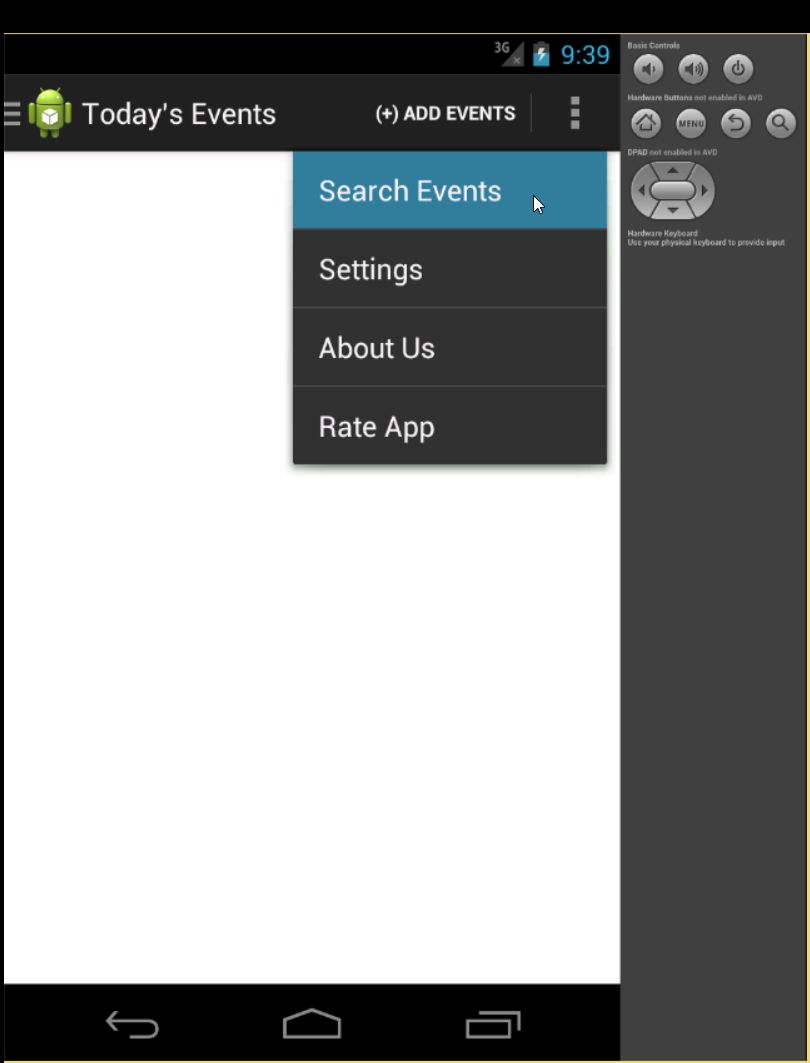 3G 9:39
Today's Events
(+) ADD EVENTS
Search Events
Settings
About Us
Rate App
Basic Controls
Hardware Buttons not enabled in AVD
MENU
DPAD not enabled in AVD
Hardware Keyboard
Use your physical keyboard to provide input